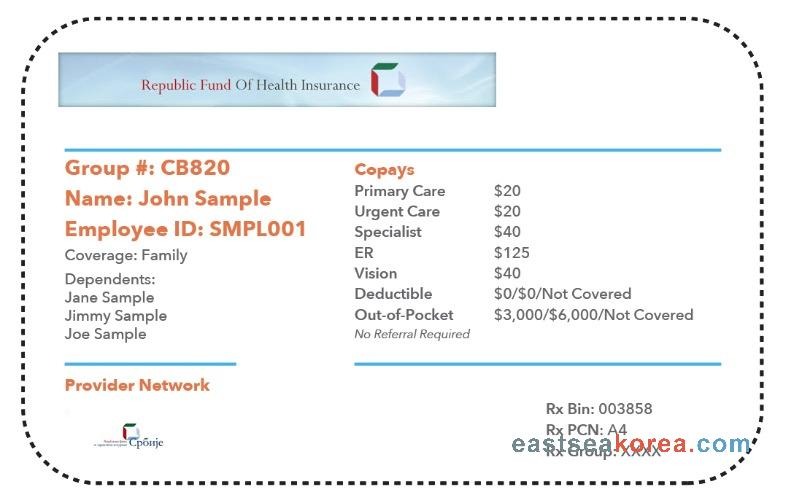 Republic Fund Of Health Insurance
Group #: CB820
Name: John Sample
Employee ID: SMPL001
Coverage: Family
Dependents:
Jane Sample
Jimmy Sample
Joe Sample
Copays
Primary Care $20
Urgent Care $20
Specialist $40
ER $125
Vision $40
Deductible $0/$0/Not Covered
Out-of-Pocket $3,000/$6,000/Not Covered
No Referral Required
Provider Network
Србије
Rx Bin: 003858
Rx PCN: A4
eastseakorea.com
Rx Group: XXXX